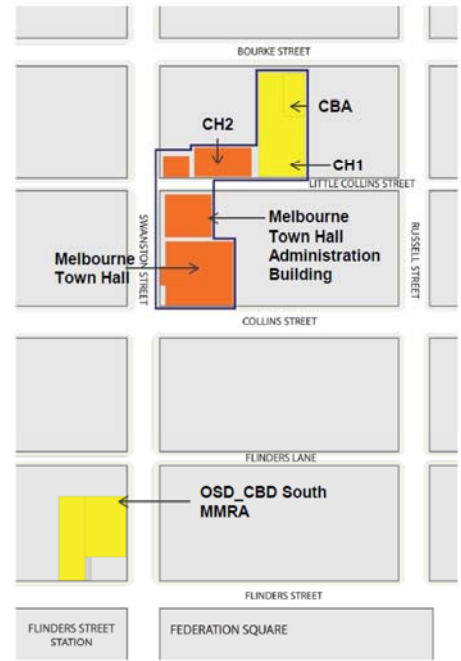 BOURKE STREET
CBA
CH2
CH1
LITTLE COLLINS STREET
SWANSTON STREET
Melbourne
Town Hall
Administration
Building
RUSSELL STREET
Melbourne
Town Hall
COLLINS STREET
FLINDERS LANE
OSD_CBD South
MMRA
FLINDERS STREET
FLINDERS STREET
STATION
FEDERATION SQUARE